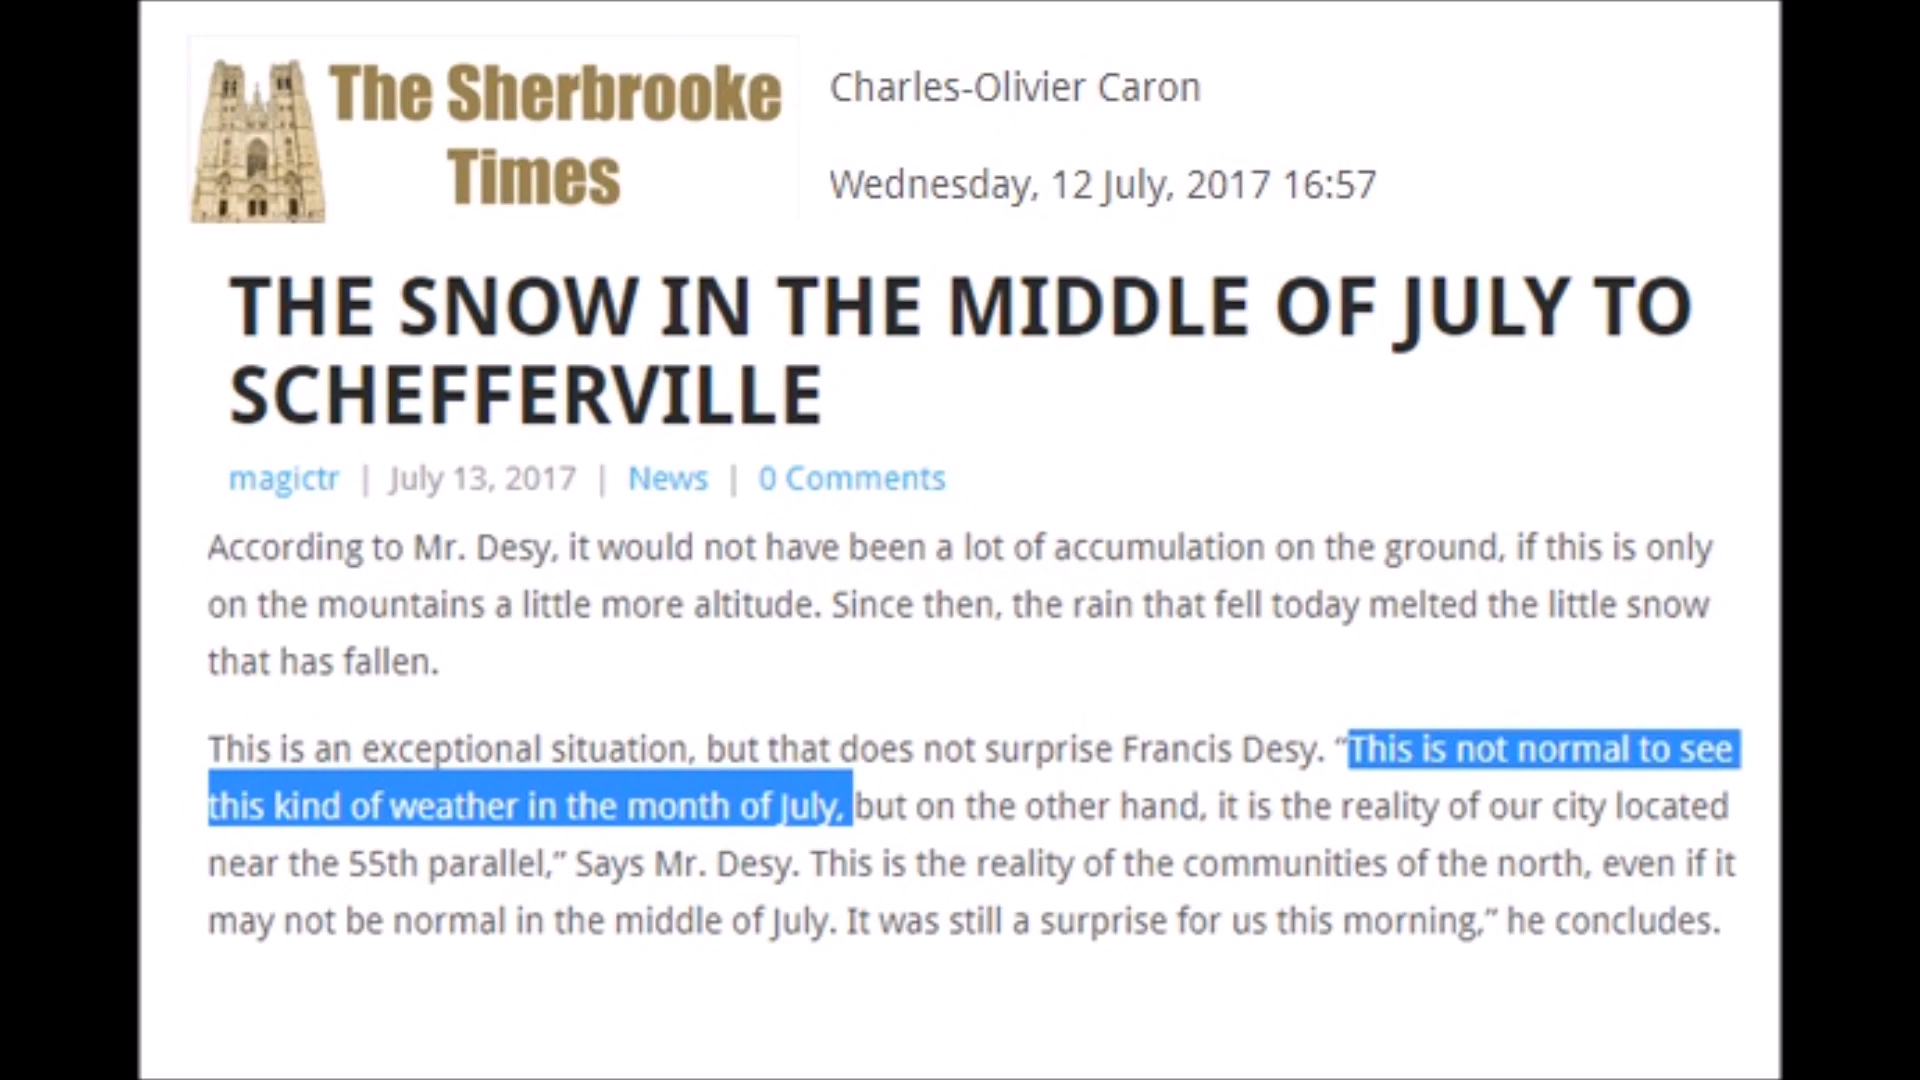 The Sherbrooke
Times
Charles-Olivier Caron
Wednesday, 12 July, 2017 16:57
THE SNOW IN THE MIDDLE OF JULY TO
SCHEFFERVILLE
magictr | July 13, 2017 | News | 0 Comments
According to Mr. Desy, it would not have been a lot of accumulation on the ground, if this is only
on the mountains a little more altitude. Since then, the rain that fell today melted the little snow
that has fallen.
This is an exceptional situation, but that does not surprise Francis Desy. “This is not normal to see
this kind of weather in the month of July, but on the other hand, it is the reality of our city located
near the 55th parallel,” Says Mr. Desy. This is the reality of the communities of the north, even if it
may not be normal in the middle of July. It was still a surprise for us this morning,” he concludes.